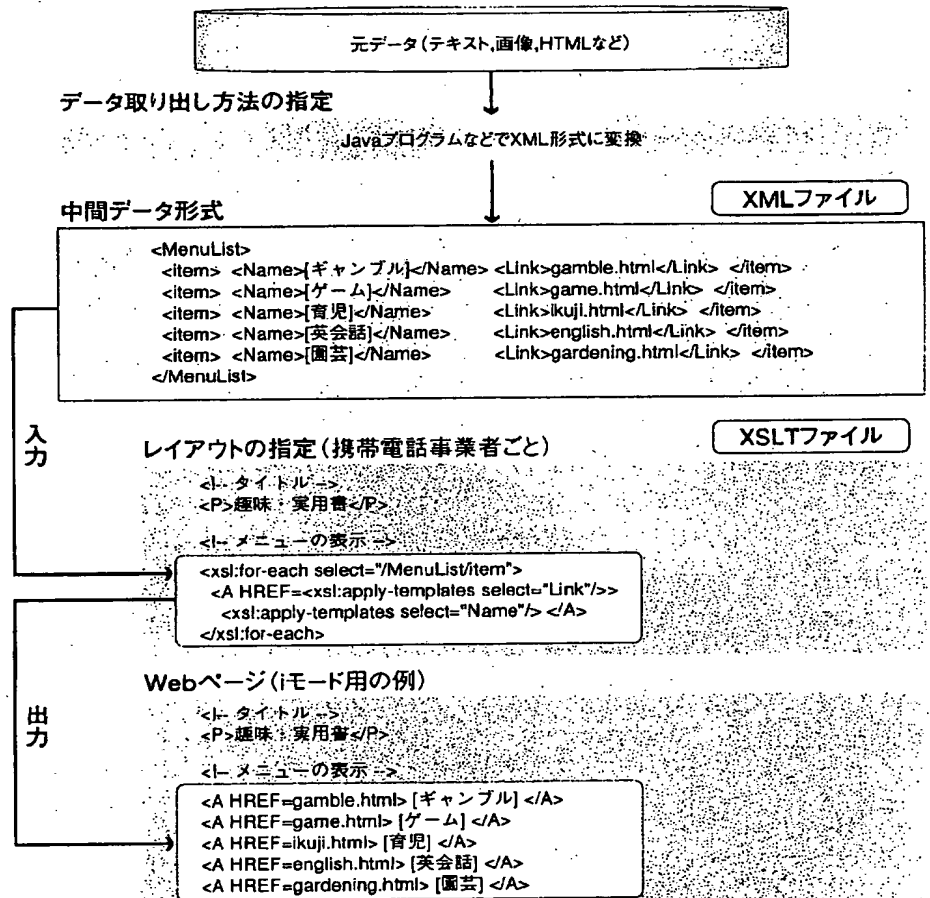 元データ(テキスト,画像,HTMLなど)
データ取り出し方法の指定
JavaプログラムなどでXML形式に変換
中間データ形式
XMLファイル
<MenuList>
<item> <Name>[ギャンブル]</Name> <Link>gamble.html</Link> </item>
<item> <Name>[ゲーム]</Name> <Link>game.html</Link> </item>
<item> <Name>[育児]</Name> <Link>ikuji.html</Link> </item>
<item> <Name>[英会話]</Name> <Link>english.html</Link> </item>
<item> <Name>[園芸]</Name> <Link>gardening.html</Link> </item>
</MenuList>
入力
レイアウトの指定(携帯電話事業者ごと)
XSLTファイル
<!-- タイトル -->
<P>趣味・実用書</P>
<!-- メニューの表示 -->
<xsl:for-each select="/MenuList/item">
<A HREF=<xsl:apply-templates select="Link"/>>
<xsl:apply-templates select="Name"/> </A>
</xsl:for-each>
Webページ(iモード用の例)
出力
<!-- タイトル -->
<P>趣味・実用書</P>
<!-- メニューの表示 -->
<A HREF=gamble.html> [ギャンブル] </A>
<A HREF=game.html> [ゲーム] </A>
<A HREF=ikuji.html> [育児] </A>
<A HREF=english.html> [英会話] </A>
<A HREF=gardening.html> [園芸] </A>